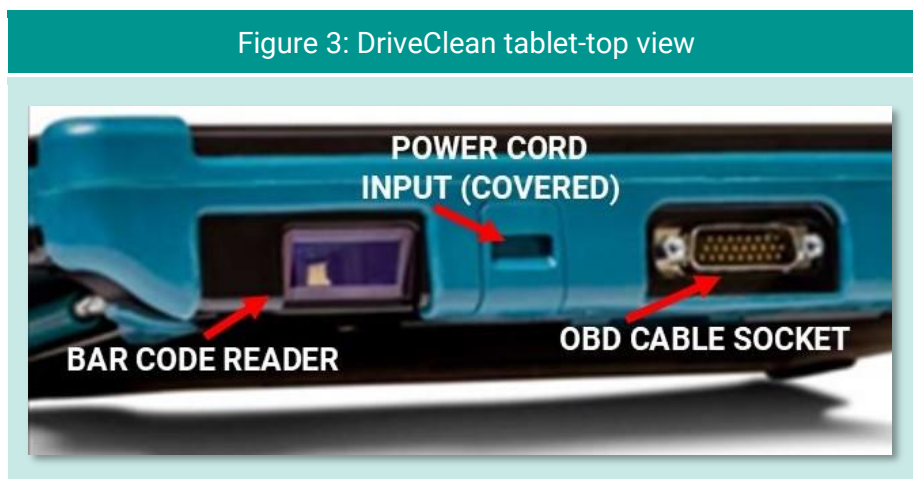 Figure 3: DriveClean tablet-top view
POWER CORD
INPUT (COVERED)
BAR CODE READER
OBD CABLE SOCKET